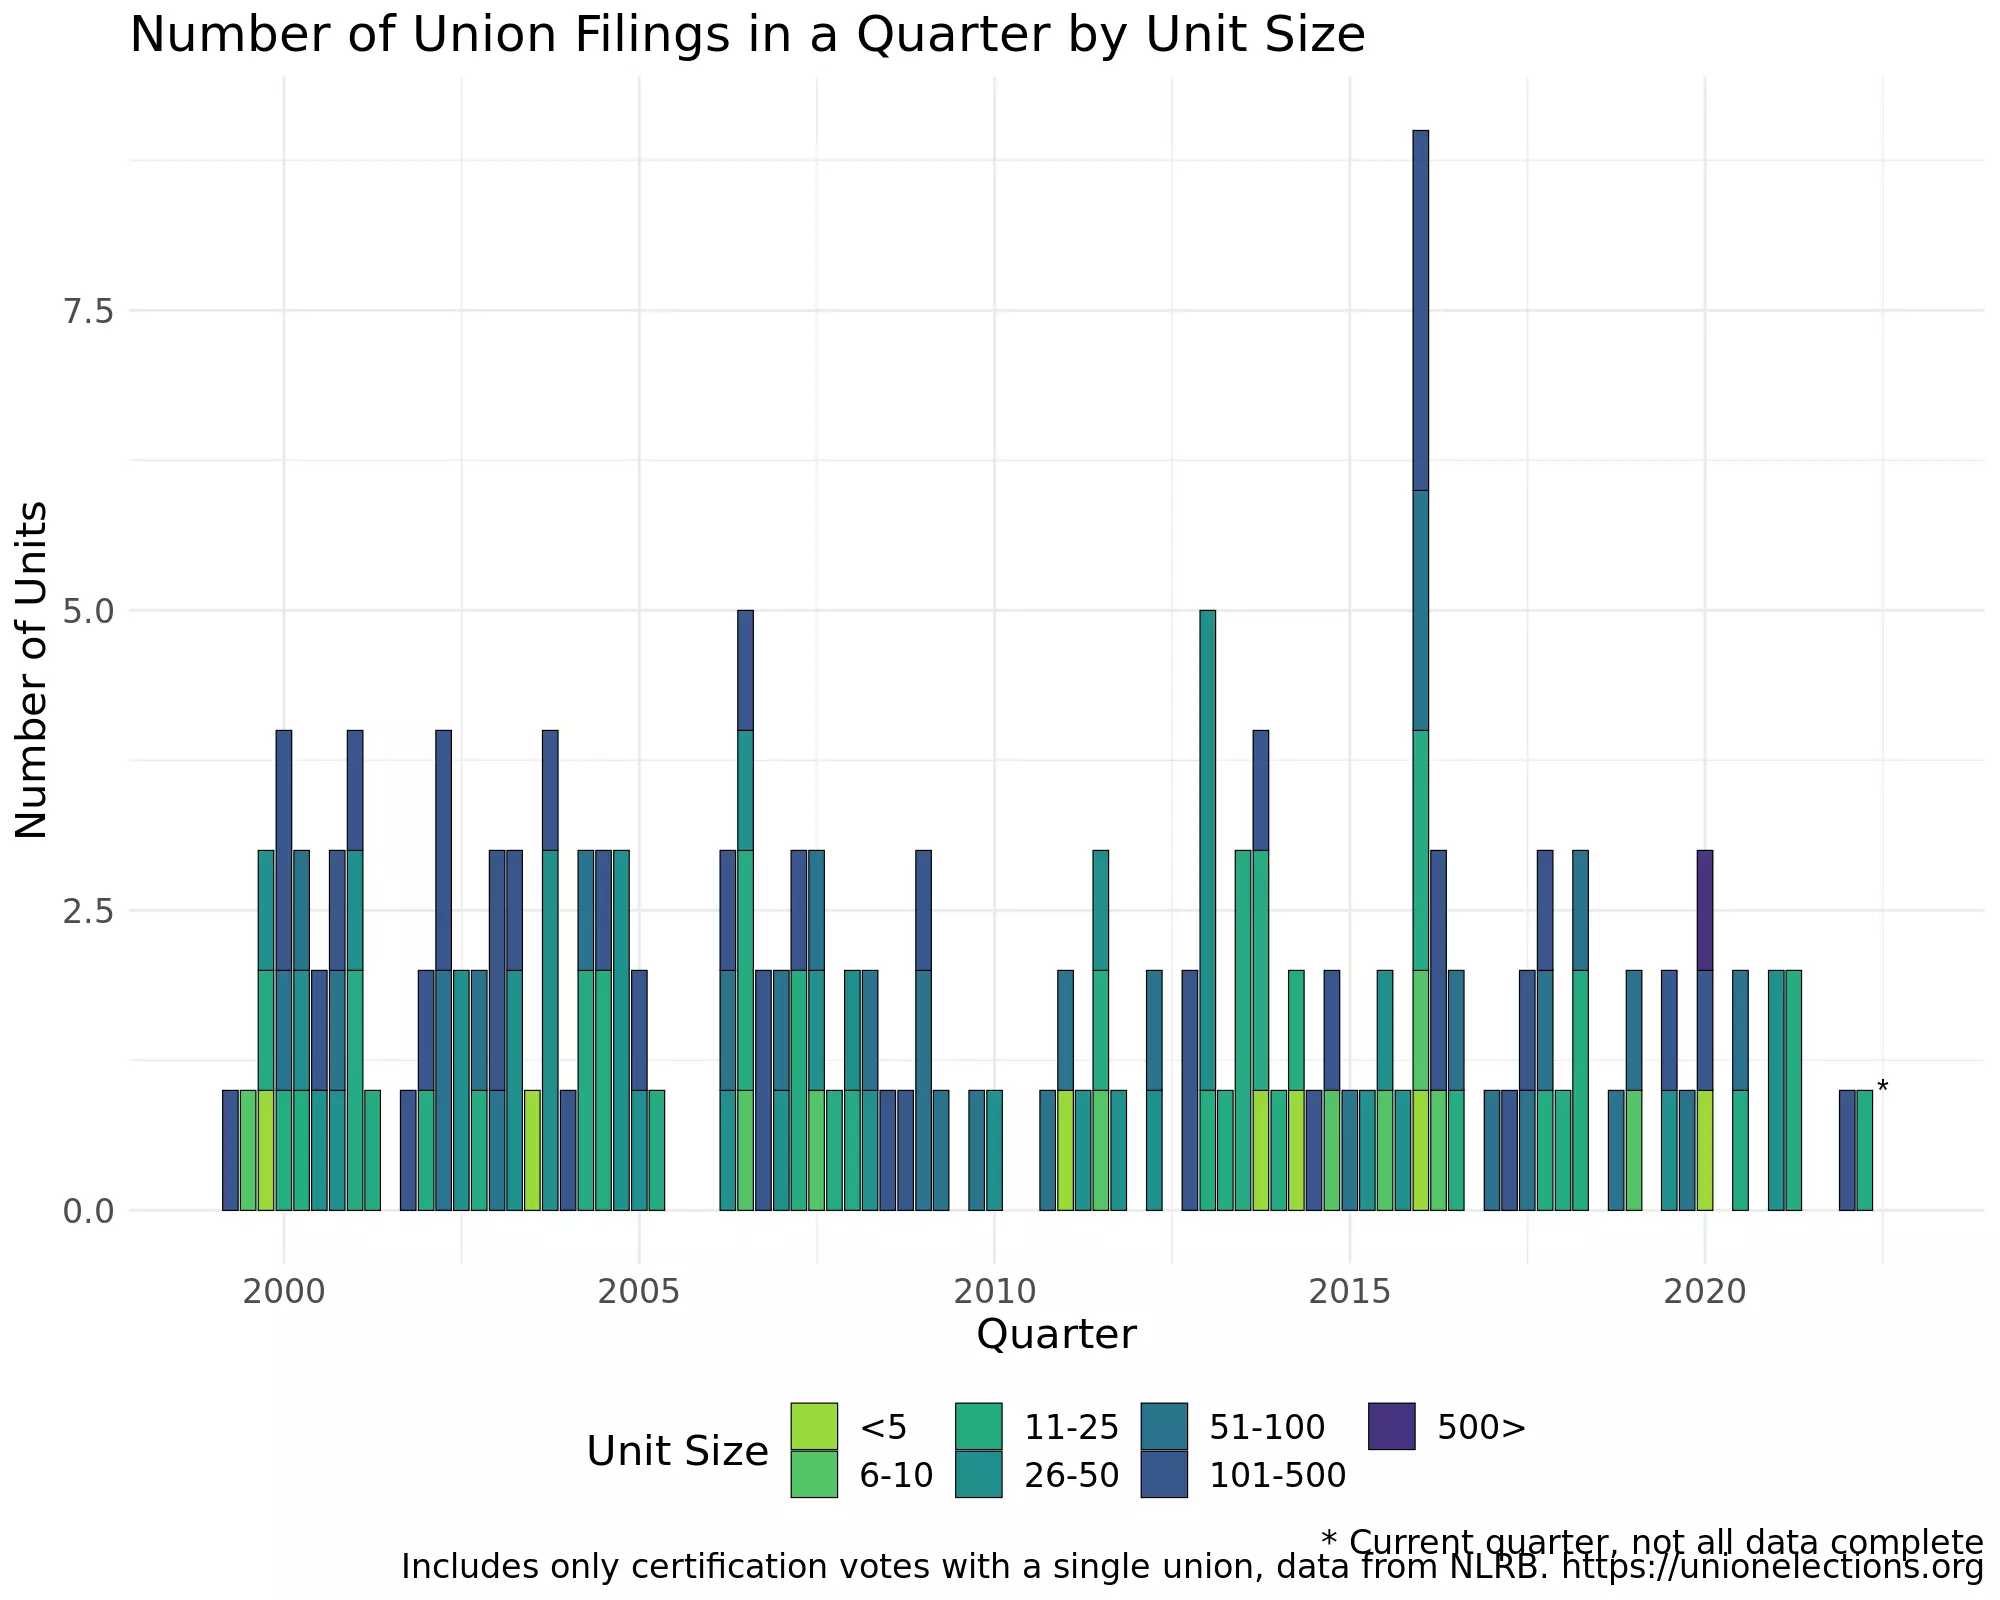 Number of Union Filings in a Quarter by Unit Size
Number of Units
7.5
5.0
2.5
0.0
*
2000 2005 2010 2015 2020
Quarter
Unit Size
<5 11-25 51-100 500>
6-10 26-50 101-500
* Current quarter, not all data complete
Includes only certification votes with a single union, data from NLRB. https://unionelections.org